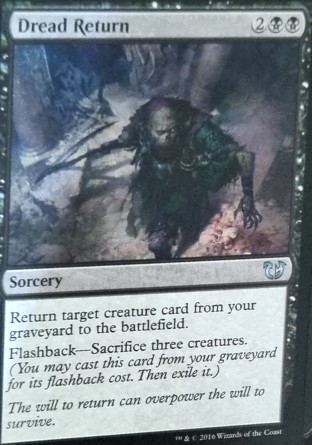 Dread Return 2
Sorcery
Return target creature card from your
graveyard to the battlefield.
Flashback—Sacrifice three creatures.
(You may cast this card from your graveyard
for its flashback cost. Then exile it.)
The will to return can overpower the will to
survive.
™ & © 2016 Wizards of the Coast